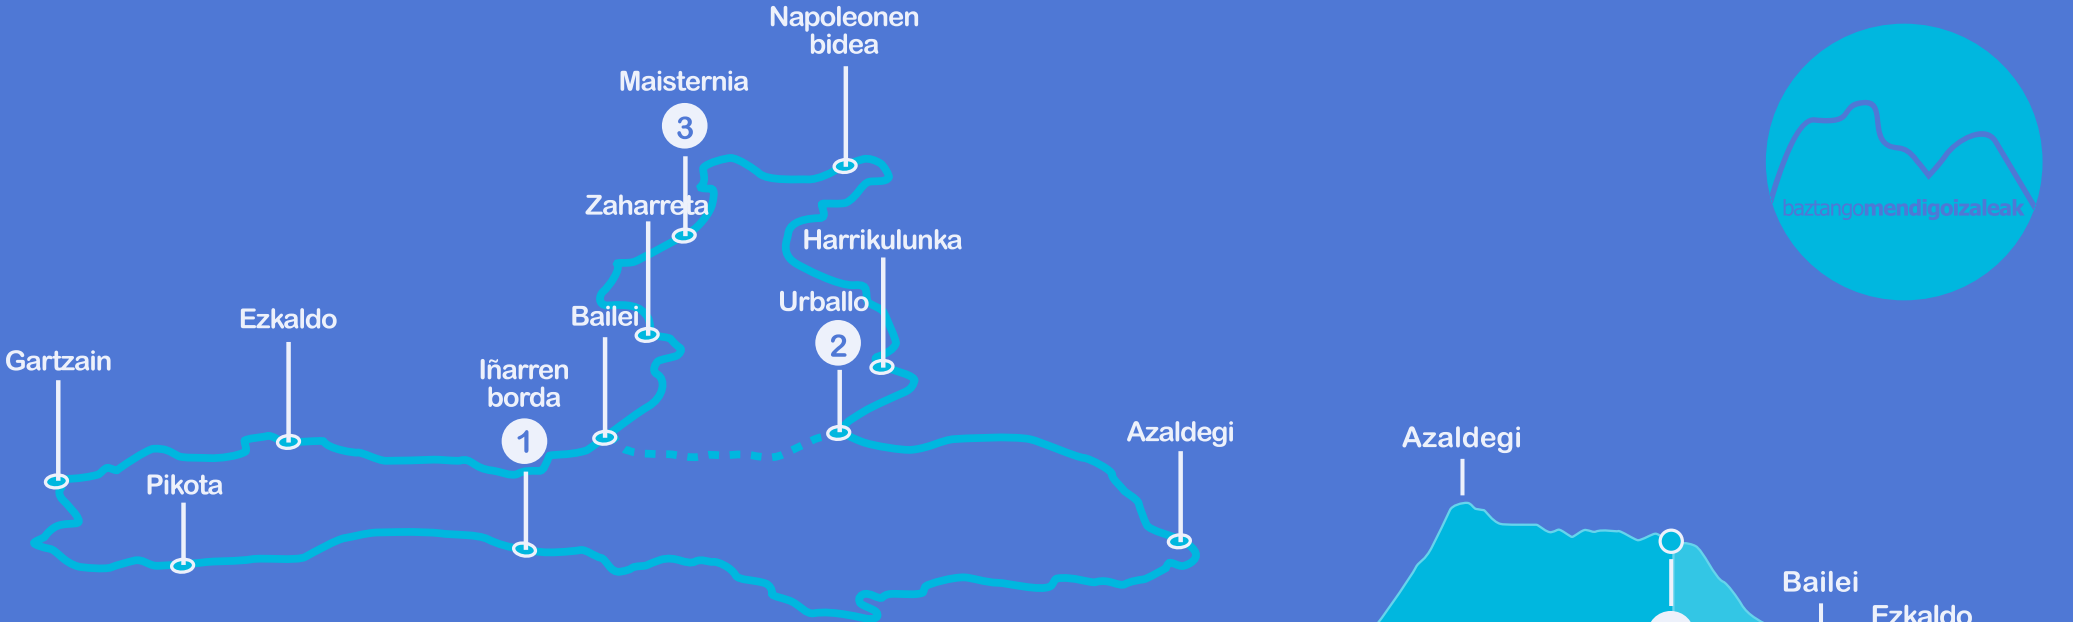 Napoleonen
bidea
Maisternia
3
Zaharreta
Harrikulunka
Urballo
2
Bailei
Ezkaldo
Gartzain
Iñarren
borda
1
Pikota
Azaldegi
Azaldegi
Bailei
Ezkaldo
baztangomendigoizaleak